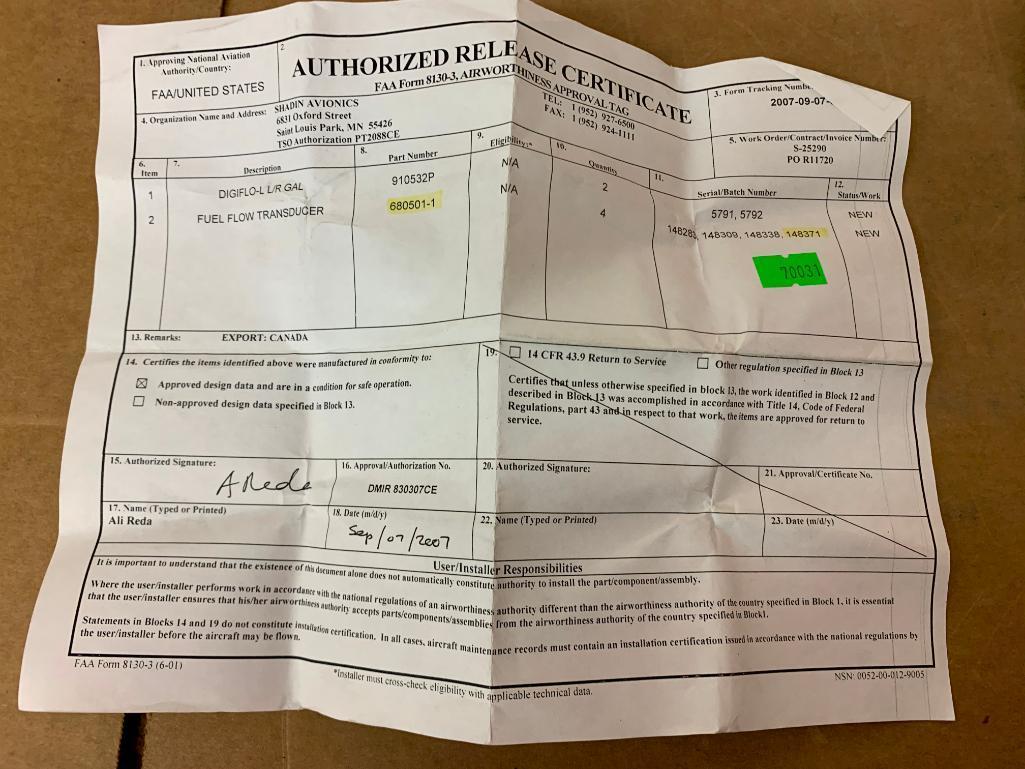 1. Approving National Aviation
Authority/Country:
FAA/UNITED STATES
2
AUTHORIZED RELEASE CERTIFICATE
FAA Form 8130-3, AIRWORTHINESS APPROVAL TAG
3. Form Tracking Numb
2007-09-07-
4. Organization Name and Address:
SHADIN AVIONICS
6831 Oxford Street
Saint Louis Park, MN 55426
TSO Authorization PT2088CE
TEL: 1 (952) 927-6500
FAX: 1 (952) 924-1111
5. Work Order/Contract/Invoice Number:
S-25290
PO R11720
6.
Item
7.
Description
8.
Part Number
9.
Eligibility:*
10.
Quantity
11.
Serial/Batch Number
12.
Status/Work
1 DIGIFLO-L L/R GAL 910532P N/A 2 5791, 5792 NEW
2 FUEL FLOW TRANSDUCER 680501-1 N/A 4 148283, 148309, 148338, 148371 NEW
70031
13. Remarks: EXPORT: CANADA
14. Certifies the items identified above were manufactured in conformity to:
☒ Approved design data and are in a condition for safe operation.
☐ Non-approved design data specified in Block 13.
19. ☐ 14 CFR 43.9 Return to Service ☐ Other regulation specified in Block 13
Certifies that unless otherwise specified in block 13, the work identified in Block 12 and
described in Block 13 was accomplished in accordance with Title 14, Code of Federal
Regulations, part 43 and in respect to that work, the items are approved for return to
service.
15. Authorized Signature:
A Reda
16. Approval/Authorization No.
DMIR 830307CE
20. Authorized Signature:
21. Approval/Certificate No.
17. Name (Typed or Printed)
Ali Reda
18. Date (m/d/y)
Sep/07/2007
22. Name (Typed or Printed)
23. Date (m/d/y)
User/Installer Responsibilities
It is important to understand that the existence of this document alone does not automatically constitute authority to install the part/component/assembly.
Where the user/installer performs work in accordance with the national regulations of an airworthiness authority different than the airworthiness authority of the country specified in Block 1, it is essential
that the user/installer ensures that his/her airworthiness authority accepts parts/components/assemblies from the airworthiness authority of the country specified in Block1.
Statements in Blocks 14 and 19 do not constitute installation certification. In all cases, aircraft maintenance records must contain an installation certification issued in accordance with the national regulations by
the user/installer before the aircraft may be flown.
FAA Form 8130-3 (6-01)
*Installer must cross-check eligibility with applicable technical data.
NSN: 0052-00-012-9005